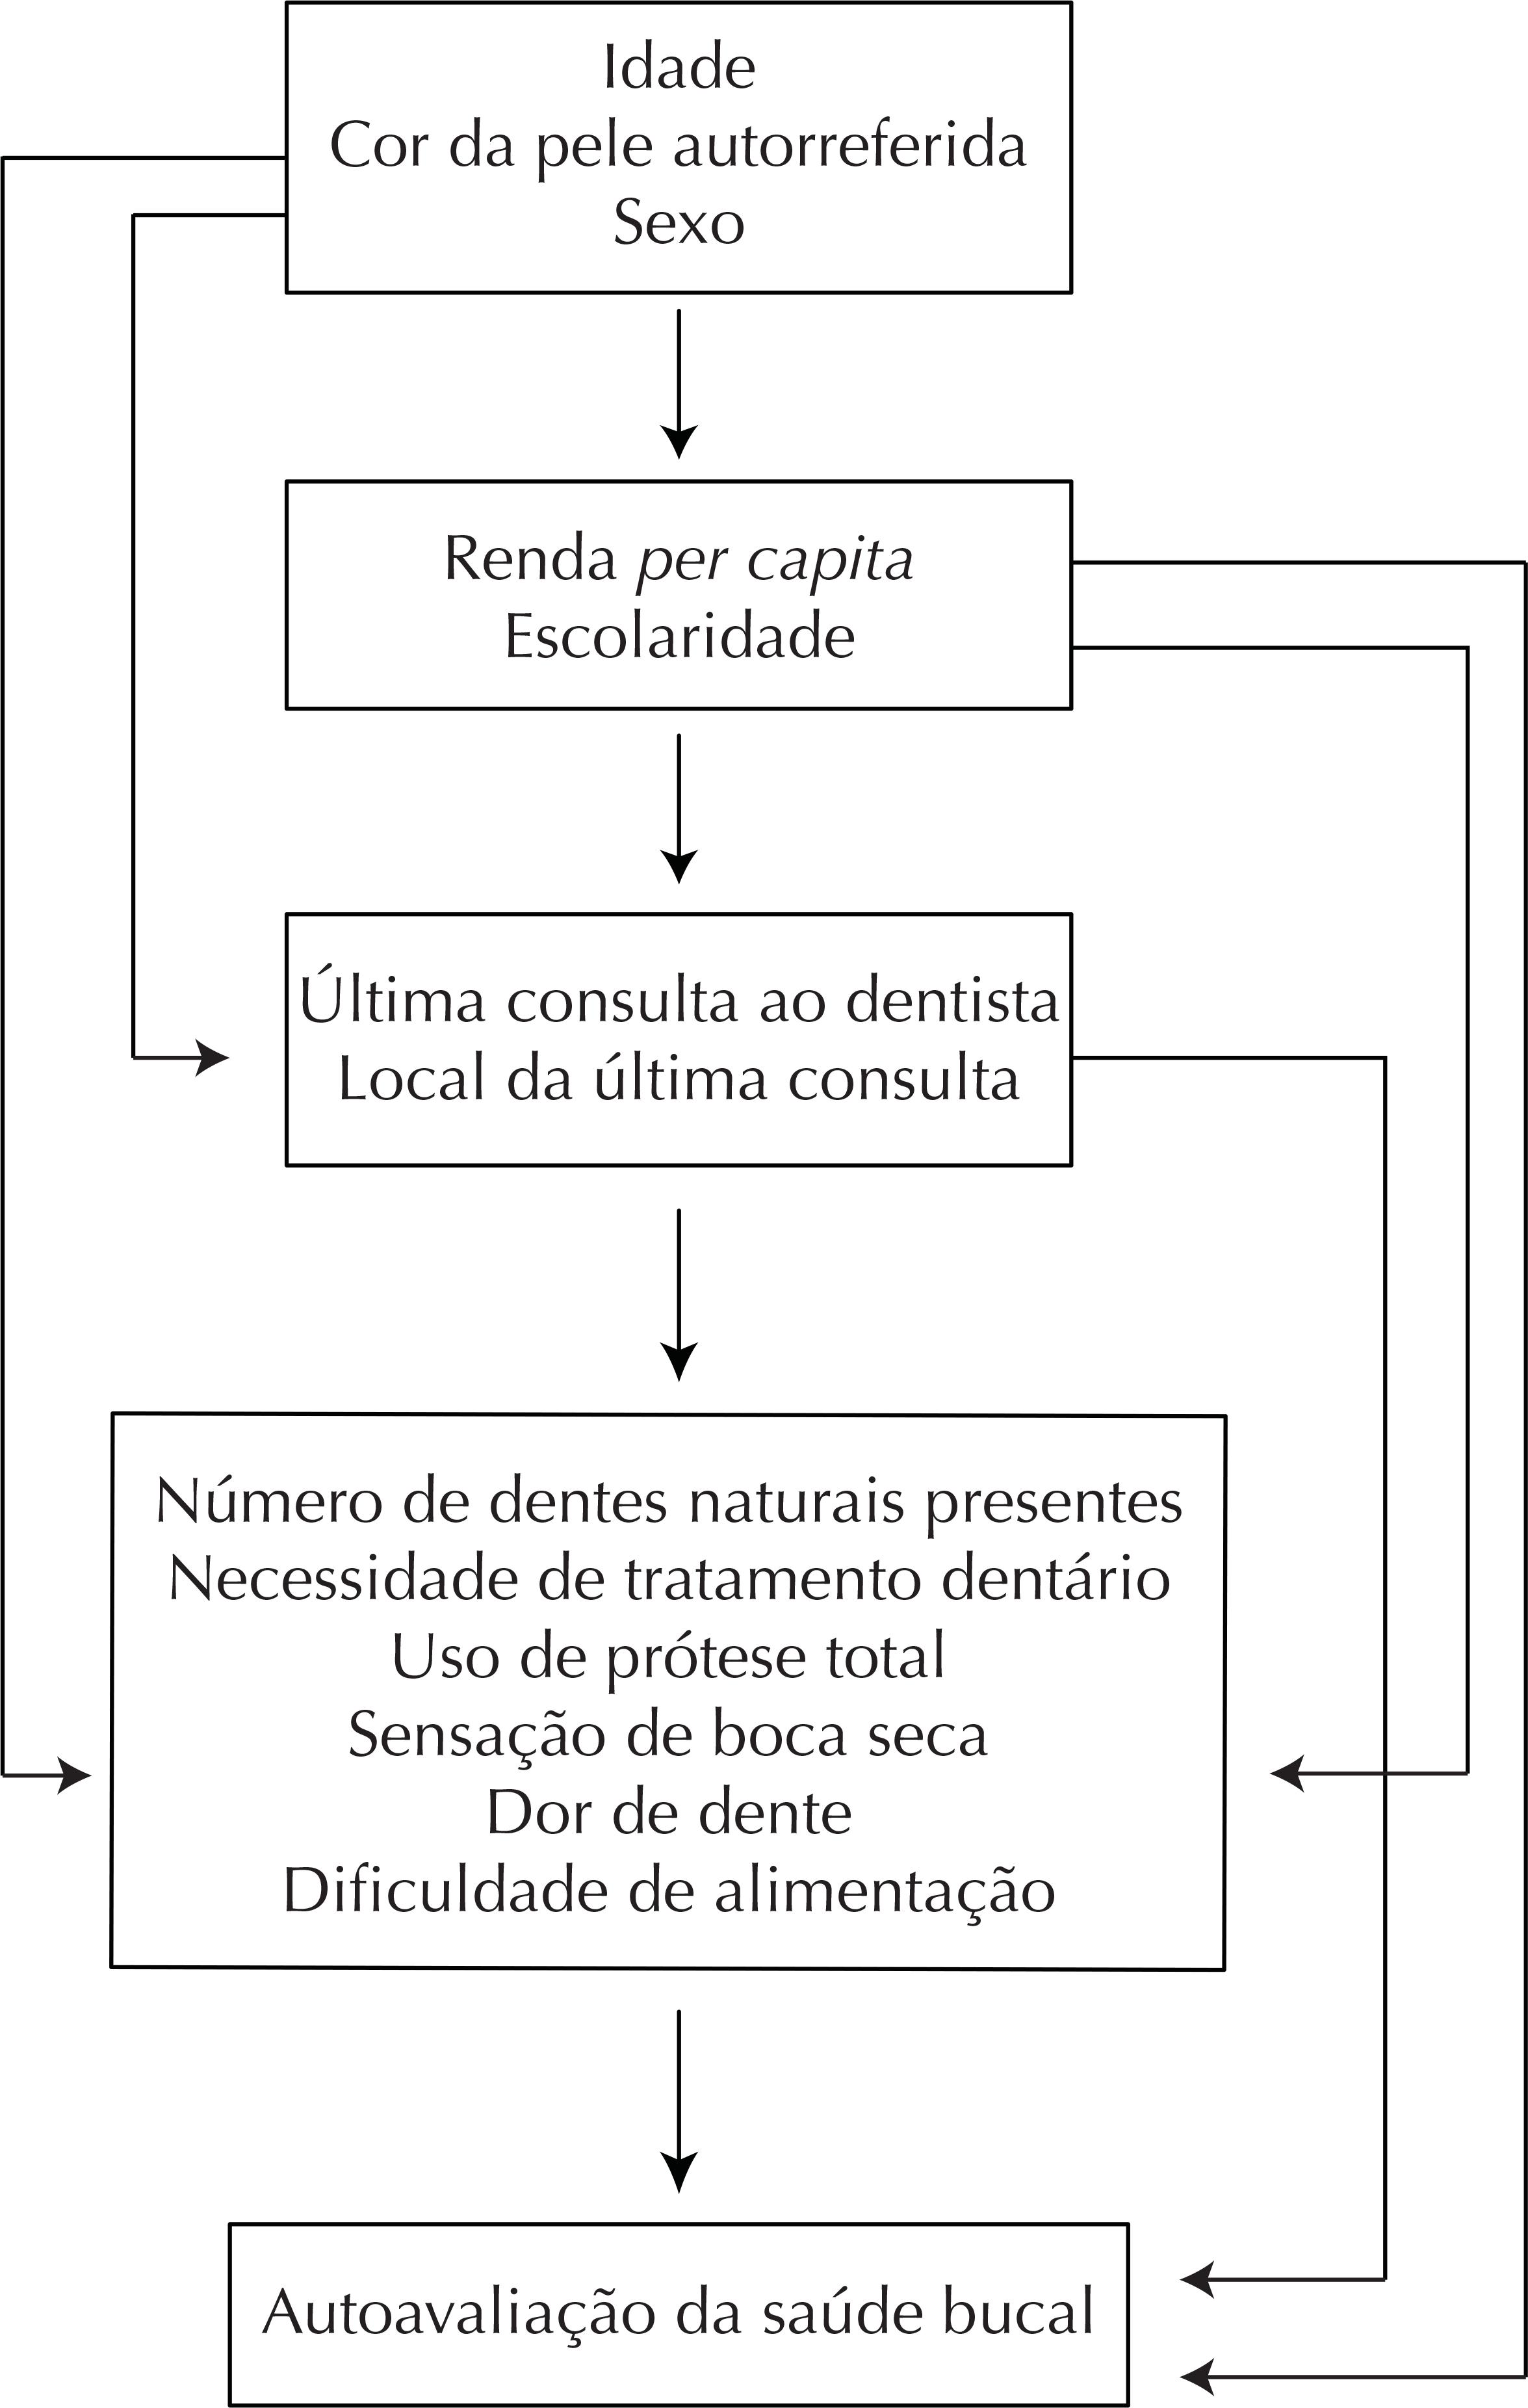 Idade
Cor da pele autorreferida
Sexo
Renda per capita
Escolaridade
Última consulta ao dentista
Local da última consulta
Número de dentes naturais presentes
Necessidade de tratamento dentário
Uso de prótese total
Sensação de boca seca
Dor de dente
Dificuldade de alimentação
Autoavaliação da saúde bucal